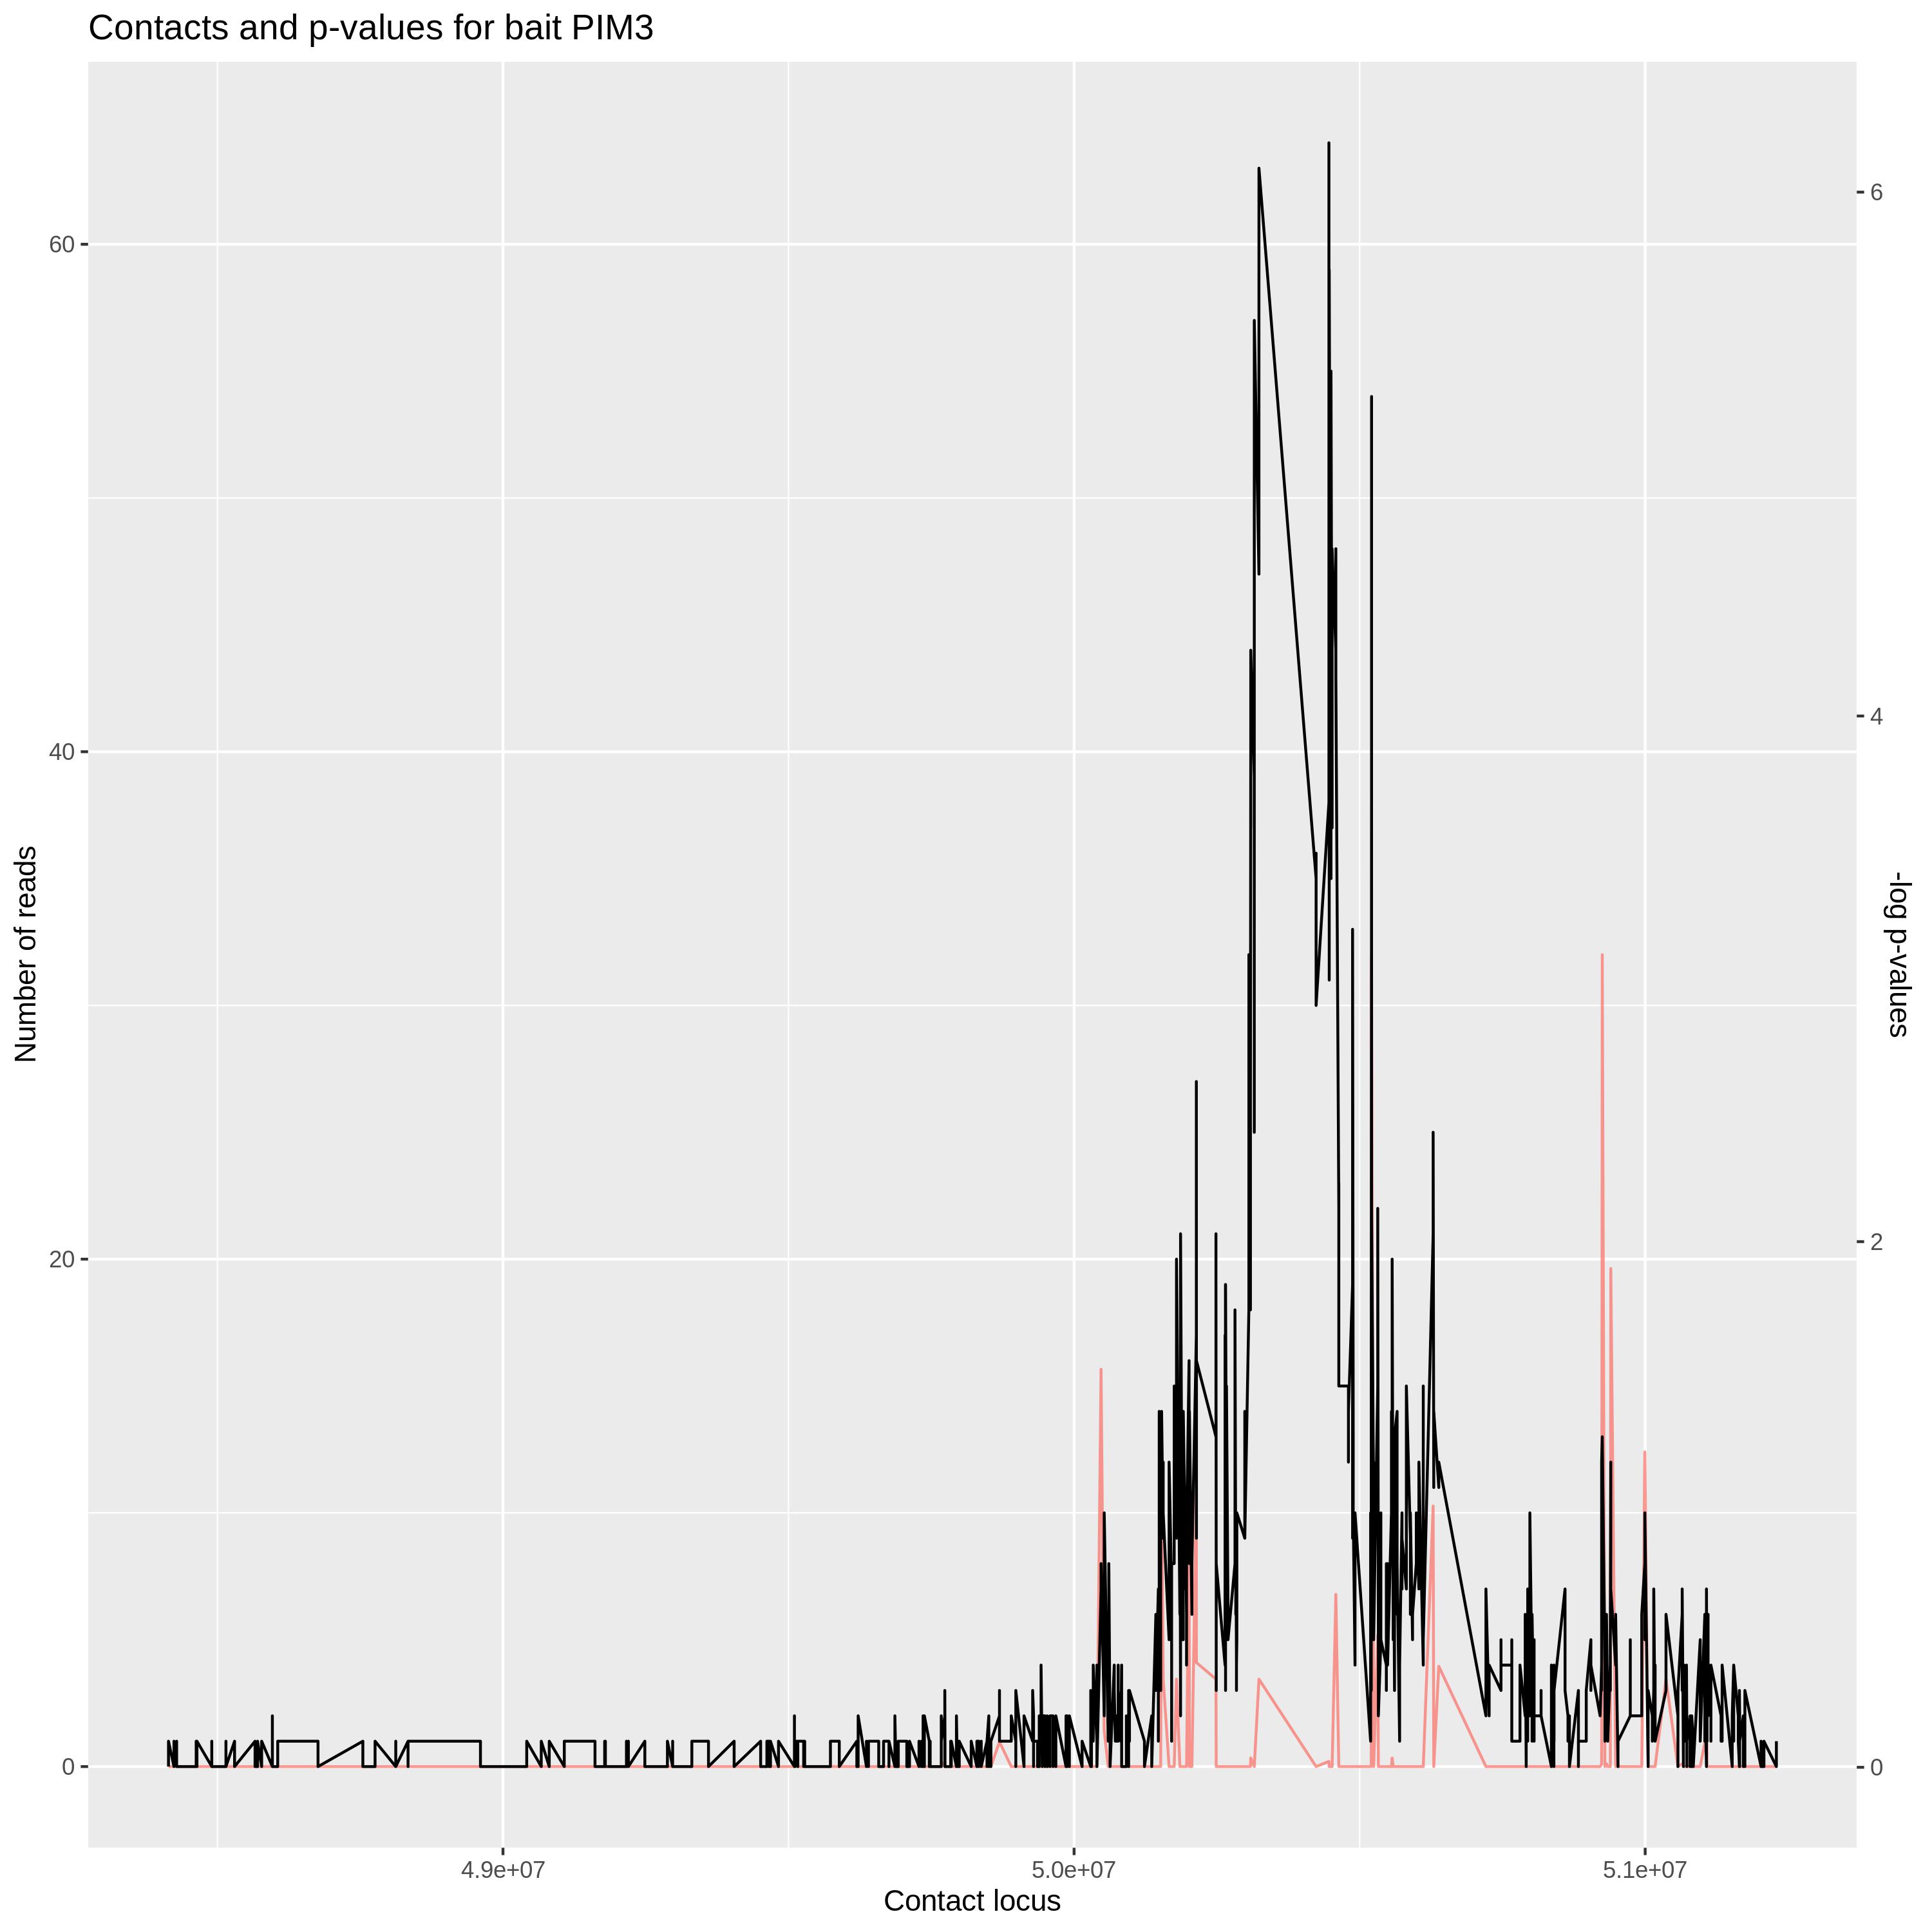 Contacts and p-values for bait PIM3
60
40
20
0
6
4
2
0
Number of reads
-log p-values
4.9e+07
5.0e+07
5.1e+07
Contact locus